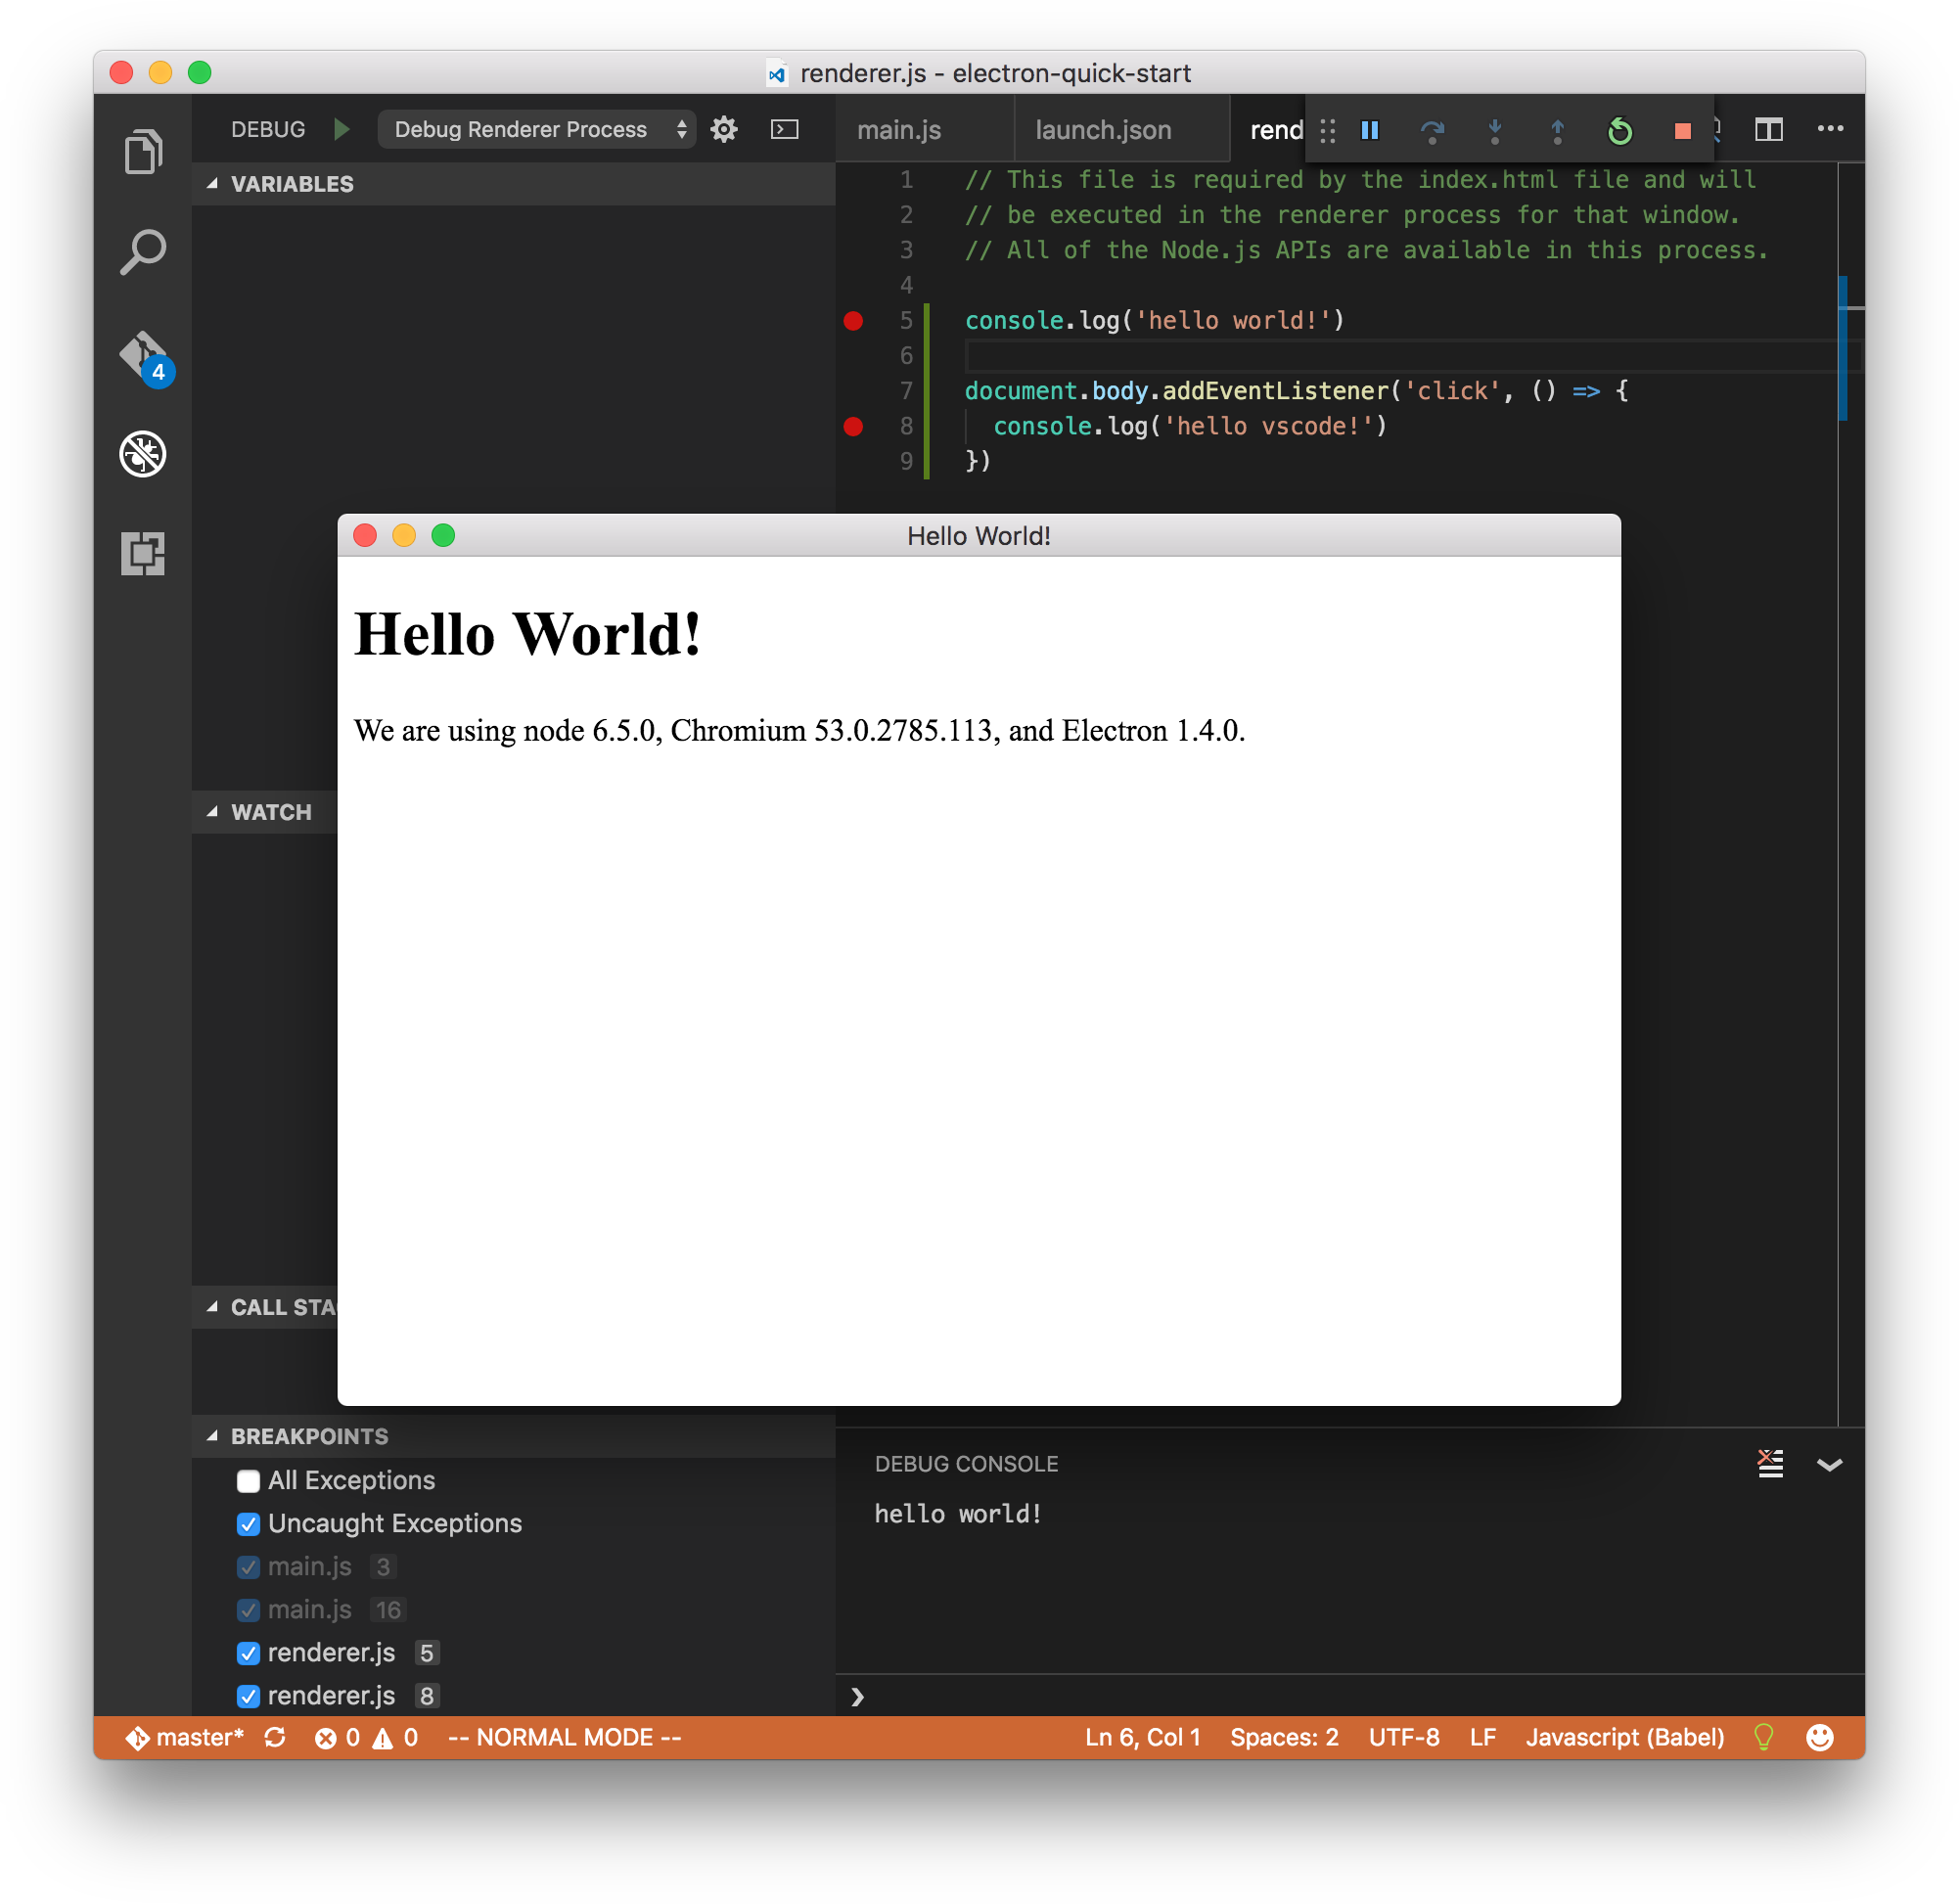 renderer.js - electron-quick-start
DEBUG
Debug Renderer Process
main.js
launch.json
rend
VARIABLES
1 // This file is required by the index.html file and will
2 // be executed in the renderer process for that window.
3 // All of the Node.js APIs are available in this process.
4
5 console.log('hello world!')
6
7 document.body.addEventListener('click', () => {
8 console.log('hello vscode!')
9 })
4
Hello World!
Hello World!
We are using node 6.5.0, Chromium 53.0.2785.113, and Electron 1.4.0.
WATCH
CALL STA
BREAKPOINTS
All Exceptions
Uncaught Exceptions
main.js 3
main.js 16
renderer.js 5
renderer.js 8
DEBUG CONSOLE
hello world!
❯
master* 0 0 -- NORMAL MODE -- Ln 6, Col 1 Spaces: 2 UTF-8 LF Javascript (Babel)